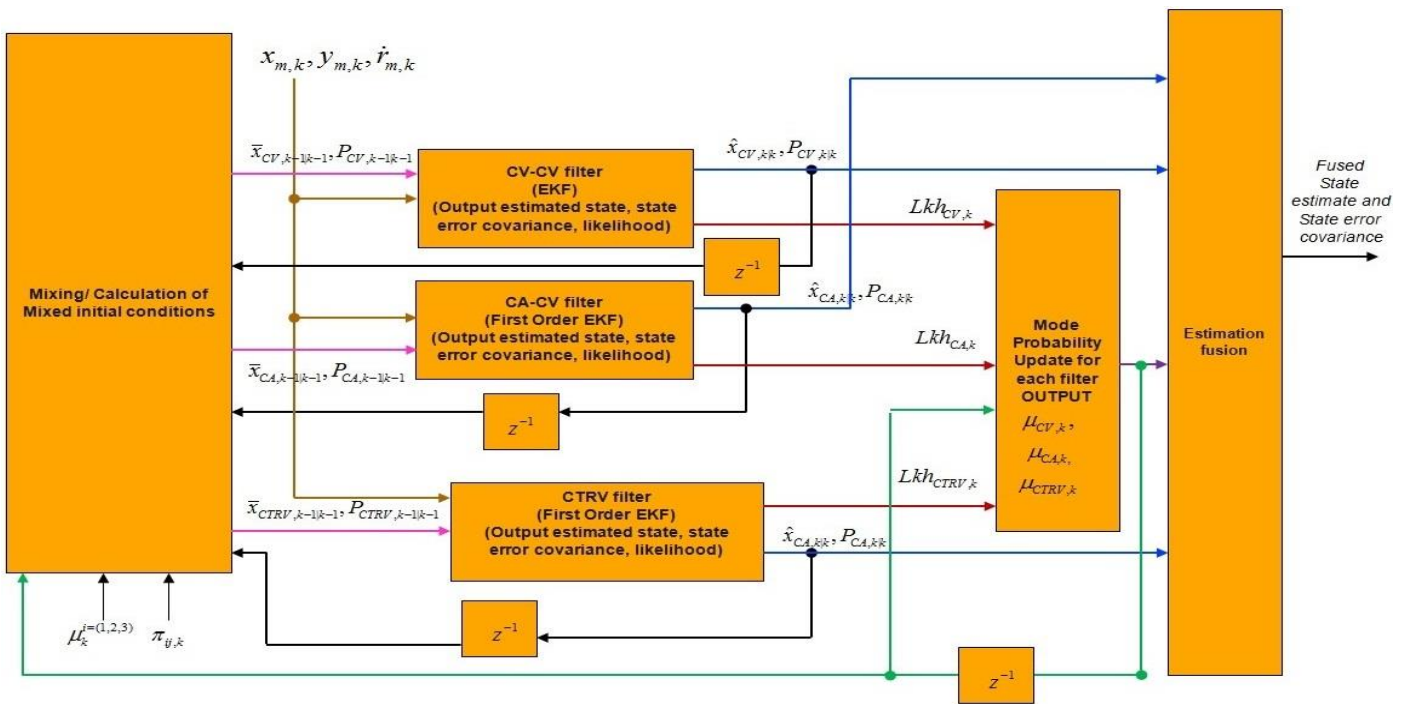 x_{m,k}, y_{m,k}, ṙ_{m,k}
Mixing/ Calculation of
Mixed initial conditions
μ_k^{i=(1,2,3)}
π_{ij,k}
x̄_{CV,k-1|k-1}, P_{CV,k-1|k-1}
CV-CV filter
(EKF)
(Output estimated state, state
error covariance, likelihood)
x̂_{CV,k|k}, P_{CV,k|k}
Lkh_{CV,k}
z^{-1}
x̄_{CA,k-1|k-1}, P_{CA,k-1|k-1}
CA-CV filter
(First Order EKF)
(Output estimated state, state
error covariance, likelihood)
x̂_{CA,k|k}, P_{CA,k|k}
Lkh_{CA,k}
z^{-1}
x̄_{CTRV,k-1|k-1}, P_{CTRV,k-1|k-1}
CTRV filter
(First Order EKF)
(Output estimated state, state
error covariance, likelihood)
Lkh_{CTRV,k}
x̂_{CA,k|k}, P_{CA,k|k}
z^{-1}
Mode
Probability
Update for
each filter
OUTPUT
μ_{CV,k},
μ_{CA,k,}
μ_{CTRV,k}
z^{-1}
Estimation
fusion
Fused
State
estimate and
State error
covariance